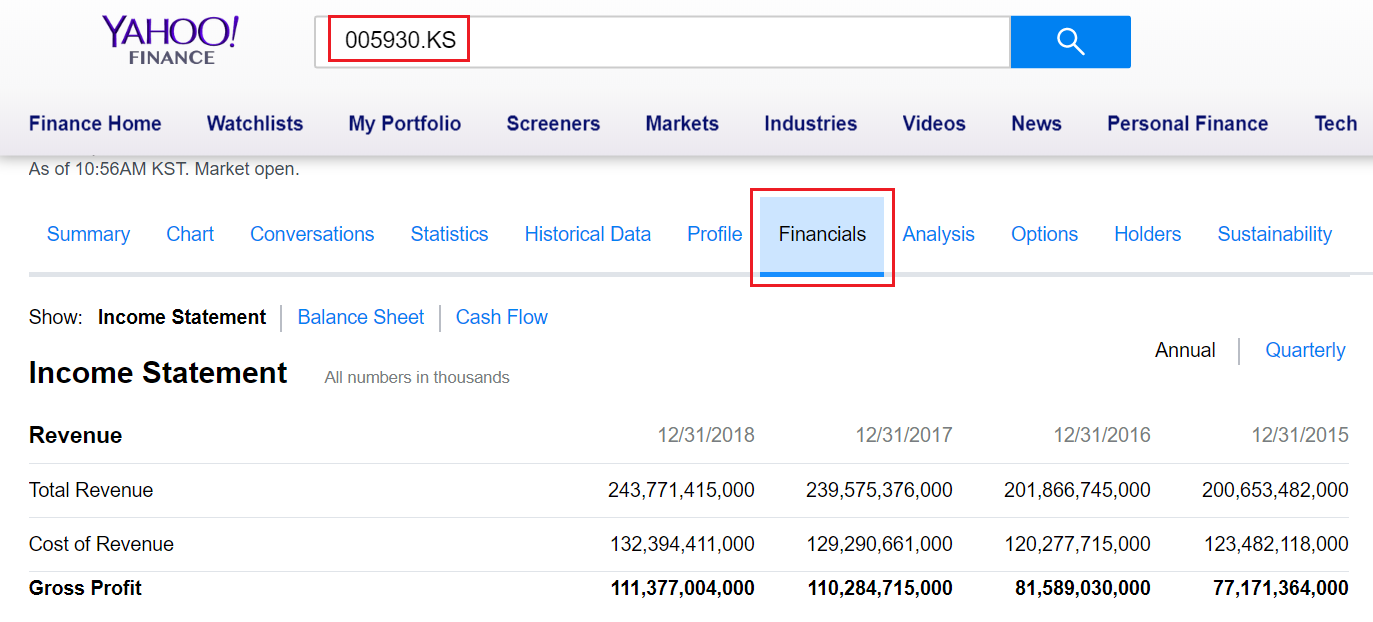 YAHOO!
FINANCE
005930.KS
Finance Home Watchlists My Portfolio Screeners Markets Industries Videos News Personal Finance Tech
As of 10:56AM KST. Market open.
Summary Chart Conversations Statistics Historical Data Profile Financials Analysis Options Holders Sustainability
Show: Income Statement Balance Sheet Cash Flow
Annual Quarterly
Income Statement All numbers in thousands
Revenue 12/31/2018 12/31/2017 12/31/2016 12/31/2015
Total Revenue 243,771,415,000 239,575,376,000 201,866,745,000 200,653,482,000
Cost of Revenue 132,394,411,000 129,290,661,000 120,277,715,000 123,482,118,000
Gross Profit 111,377,004,000 110,284,715,000 81,589,030,000 77,171,364,000